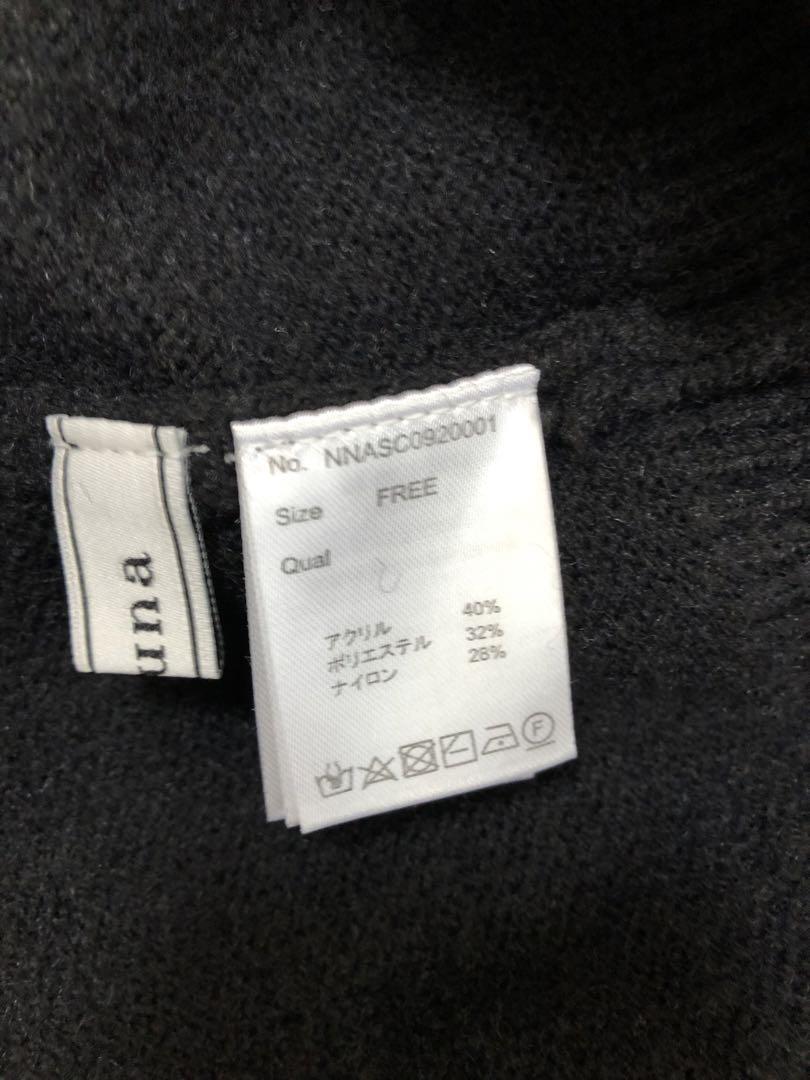 una
No. NNASC0920001
Size FREE
Qual
アクリル 40%
ポリエステル 32%
ナイロン 28%
F